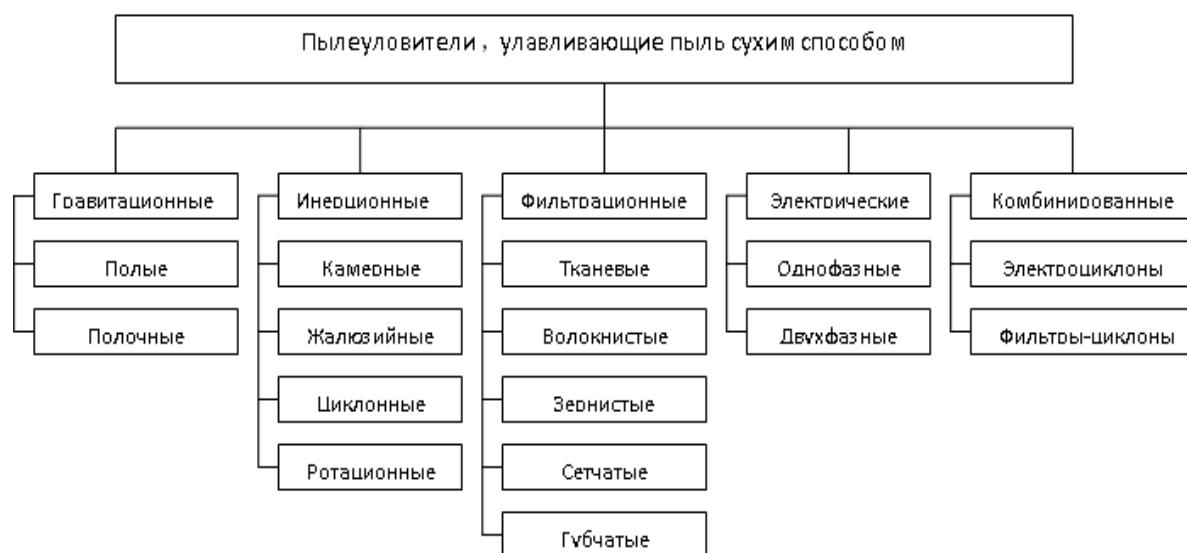 Пылеуловители , улавливающие пыль сухим способом
Гравитационные
Полые
Полочные
Инерционные
Камерные
Жалюзийные
Циклонные
Ротационные
Фильтрационные
Тканевые
Волокнистые
Зернистые
Сетчатые
Губчатые
Электрические
Однофазные
Двухфазные
Комбинированные
Электроциклоны
Фильтры-циклоны